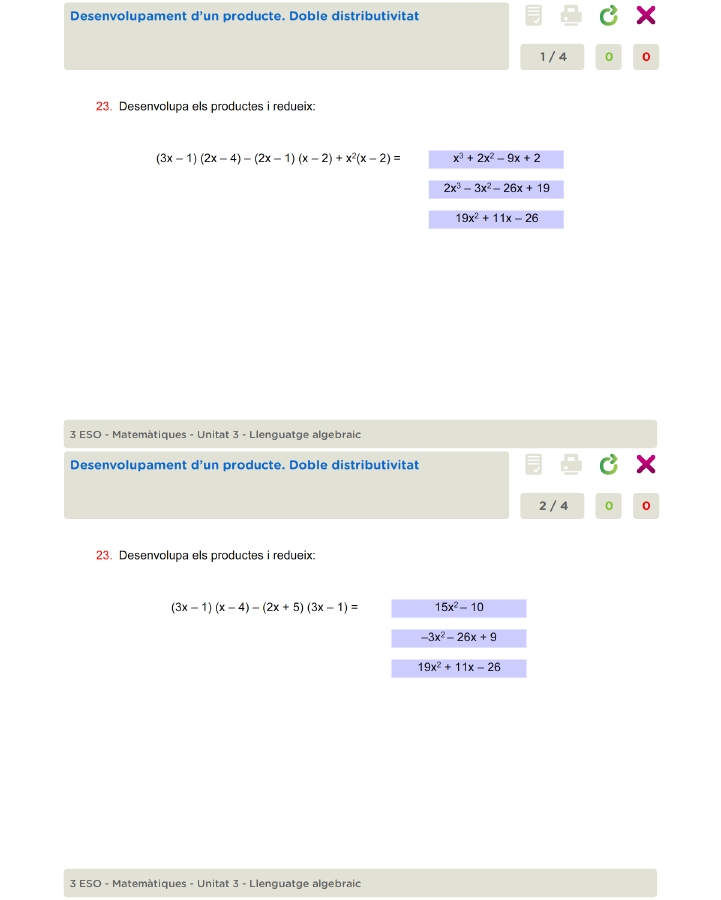 Desenvolupament d'un producte. Doble distributivitat
1 / 4 0 0
23. Desenvolupa els productes i redueix:
(3x – 1) (2x – 4) – (2x – 1) (x – 2) + x²(x – 2) = x³ + 2x² – 9x + 2
2x³ – 3x² – 26x + 19
19x² + 11x – 26
3 ESO - Matemàtiques - Unitat 3 - Llenguatge algebraic
Desenvolupament d'un producte. Doble distributivitat
2 / 4 0 0
23. Desenvolupa els productes i redueix:
(3x – 1) (x – 4) – (2x + 5) (3x – 1) = 15x² – 10
–3x² – 26x + 9
19x² + 11x – 26
3 ESO - Matemàtiques - Unitat 3 - Llenguatge algebraic